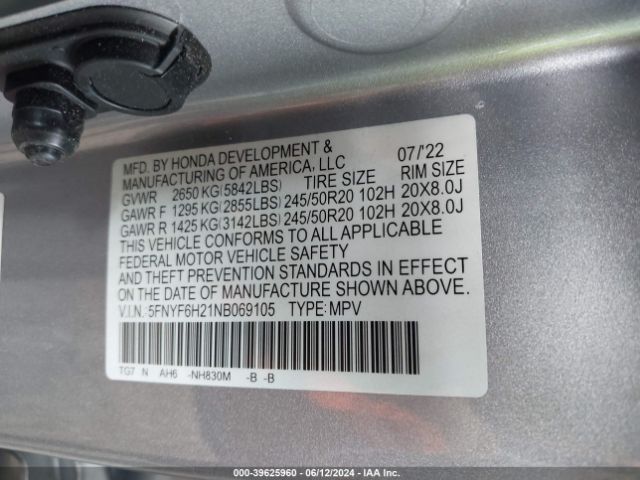 MFD. BY HONDA DEVELOPMENT &
MANUFACTURING OF AMERICA, LLC 07/'22
GVWR 2650 KG(5842LBS) TIRE SIZE RIM SIZE
GAWR F 1295 KG(2855LBS) 245/50R20 102H 20X8.0J
GAWR R 1425 KG(3142LBS) 245/50R20 102H 20X8.0J
THIS VEHICLE CONFORMS TO ALL APPLICABLE
FEDERAL MOTOR VEHICLE SAFETY
AND THEFT PREVENTION STANDARDS IN EFFECT
ON THE DATE OF MANUFACTURE SHOWN ABOVE.
V.I.N. 5FNYF6H21NB069105 TYPE: MPV
TG7 N AH6 -NH830M -B -B
000-39625960 - 06/12/2024 - IAA Inc.